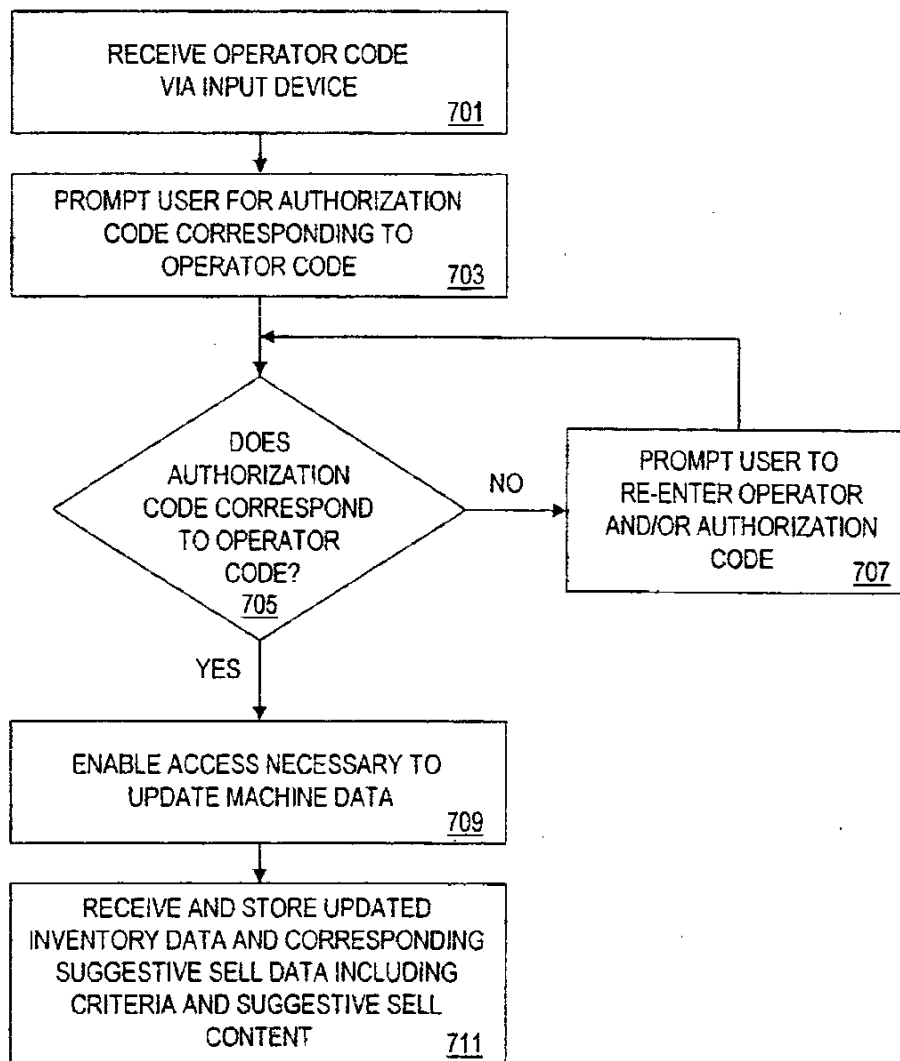 RECEIVE OPERATOR CODE
VIA INPUT DEVICE
701
PROMPT USER FOR AUTHORIZATION
CODE CORRESPONDING TO
OPERATOR CODE
703
DOES
AUTHORIZATION
CODE CORRESPOND
TO OPERATOR
CODE?
705
NO
PROMPT USER TO
RE-ENTER OPERATOR
AND/OR AUTHORIZATION
CODE
707
YES
ENABLE ACCESS NECESSARY TO
UPDATE MACHINE DATA
709
RECEIVE AND STORE UPDATED
INVENTORY DATA AND CORRESPONDING
SUGGESTIVE SELL DATA INCLUDING
CRITERIA AND SUGGESTIVE SELL
CONTENT
711